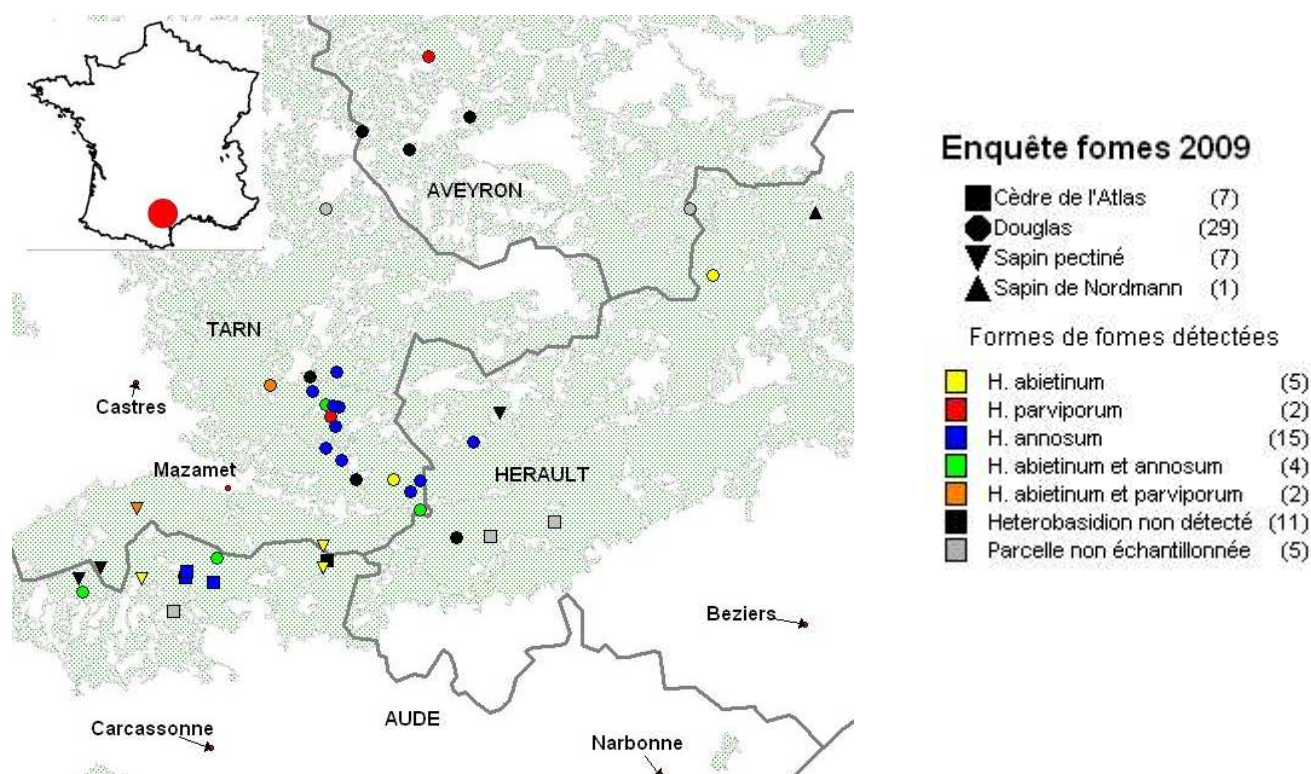 AVEYRON
TARN
Castres
Mazamet
HERAULT
Beziers
AUDE
Carcassonne
Narbonne
Enquête fomes 2009
Cèdre de l'Atlas (7)
Douglas (29)
Sapin pectiné (7)
Sapin de Nordmann (1)
Formes de fomes détectées
H. abietinum (5)
H. parviporum (2)
H. annosum (15)
H. abietinum et annosum (4)
H. abietinum et parviporum (2)
Heterobasidion non détecté (11)
Parcelle non échantillonnée (5)